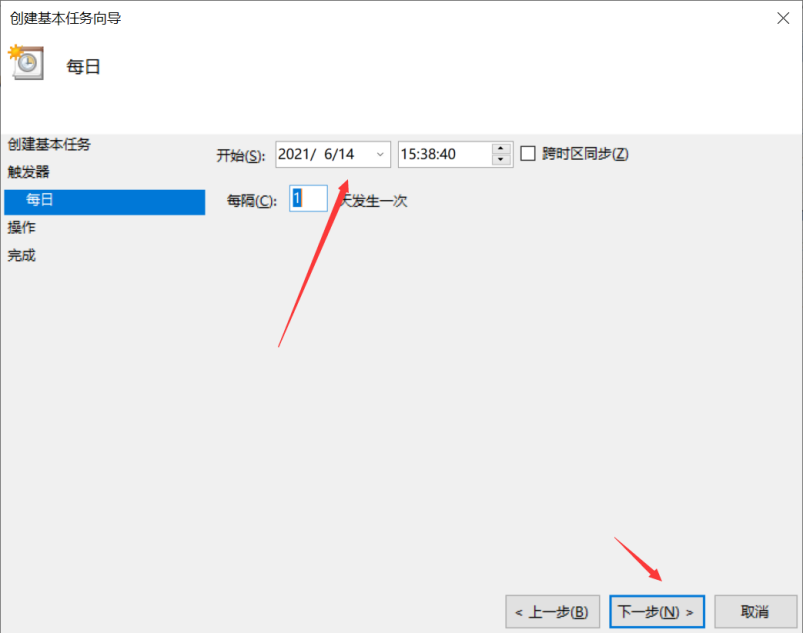 创建基本任务向导
每日
创建基本任务
触发器
每日
操作
完成
开始(S): 2021/ 6/14 15:38:40 跨时区同步(Z)
每隔(C): 1 天发生一次
< 上一步(B) 下一步(N) > 取消